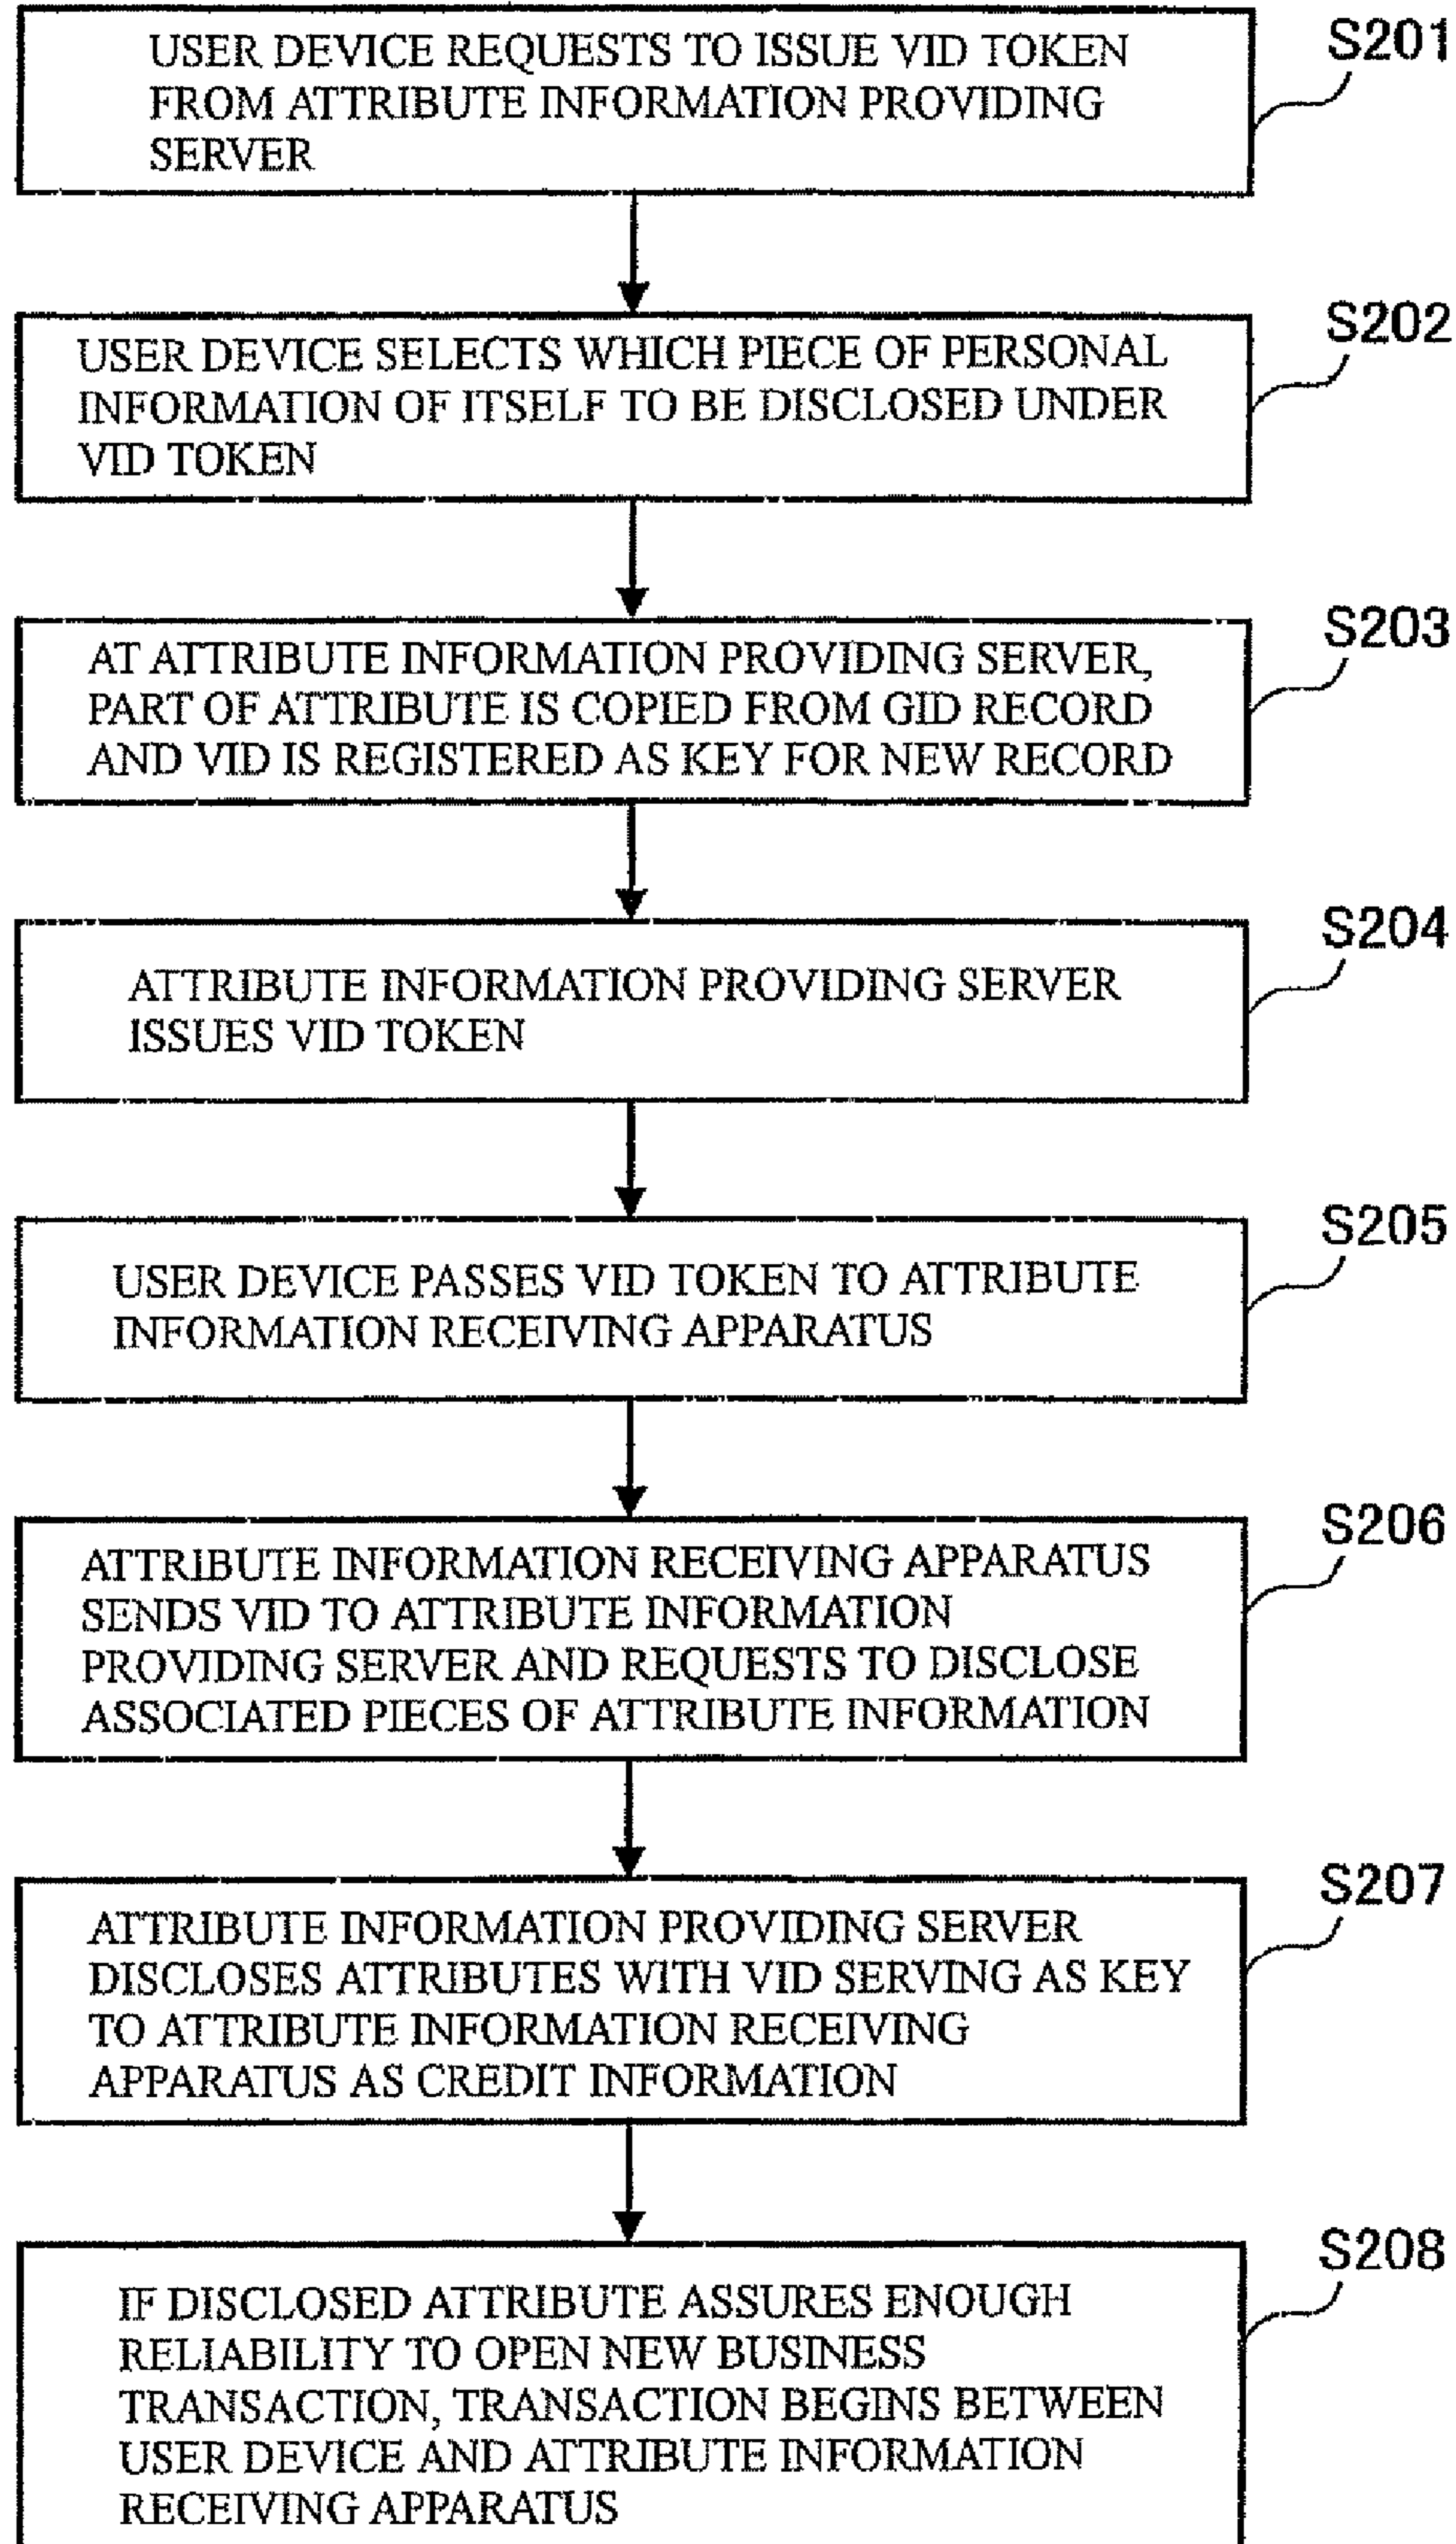 USER DEVICE REQUESTS TO ISSUE VID TOKEN
FROM ATTRIBUTE INFORMATION PROVIDING
SERVER
S201
USER DEVICE SELECTS WHICH PIECE OF PERSONAL
INFORMATION OF ITSELF TO BE DISCLOSED UNDER
VID TOKEN
S202
AT ATTRIBUTE INFORMATION PROVIDING SERVER,
PART OF ATTRIBUTE IS COPIED FROM GID RECORD
AND VID IS REGISTERED AS KEY FOR NEW RECORD
S203
ATTRIBUTE INFORMATION PROVIDING SERVER
ISSUES VID TOKEN
S204
USER DEVICE PASSES VID TOKEN TO ATTRIBUTE
INFORMATION RECEIVING APPARATUS
S205
ATTRIBUTE INFORMATION RECEIVING APPARATUS
SENDS VID TO ATTRIBUTE INFORMATION
PROVIDING SERVER AND REQUESTS TO DISCLOSE
ASSOCIATED PIECES OF ATTRIBUTE INFORMATION
S206
ATTRIBUTE INFORMATION PROVIDING SERVER
DISCLOSES ATTRIBUTES WITH VID SERVING AS KEY
TO ATTRIBUTE INFORMATION RECEIVING
APPARATUS AS CREDIT INFORMATION
S207
IF DISCLOSED ATTRIBUTE ASSURES ENOUGH
RELIABILITY TO OPEN NEW BUSINESS
TRANSACTION, TRANSACTION BEGINS BETWEEN
USER DEVICE AND ATTRIBUTE INFORMATION
RECEIVING APPARATUS
S208